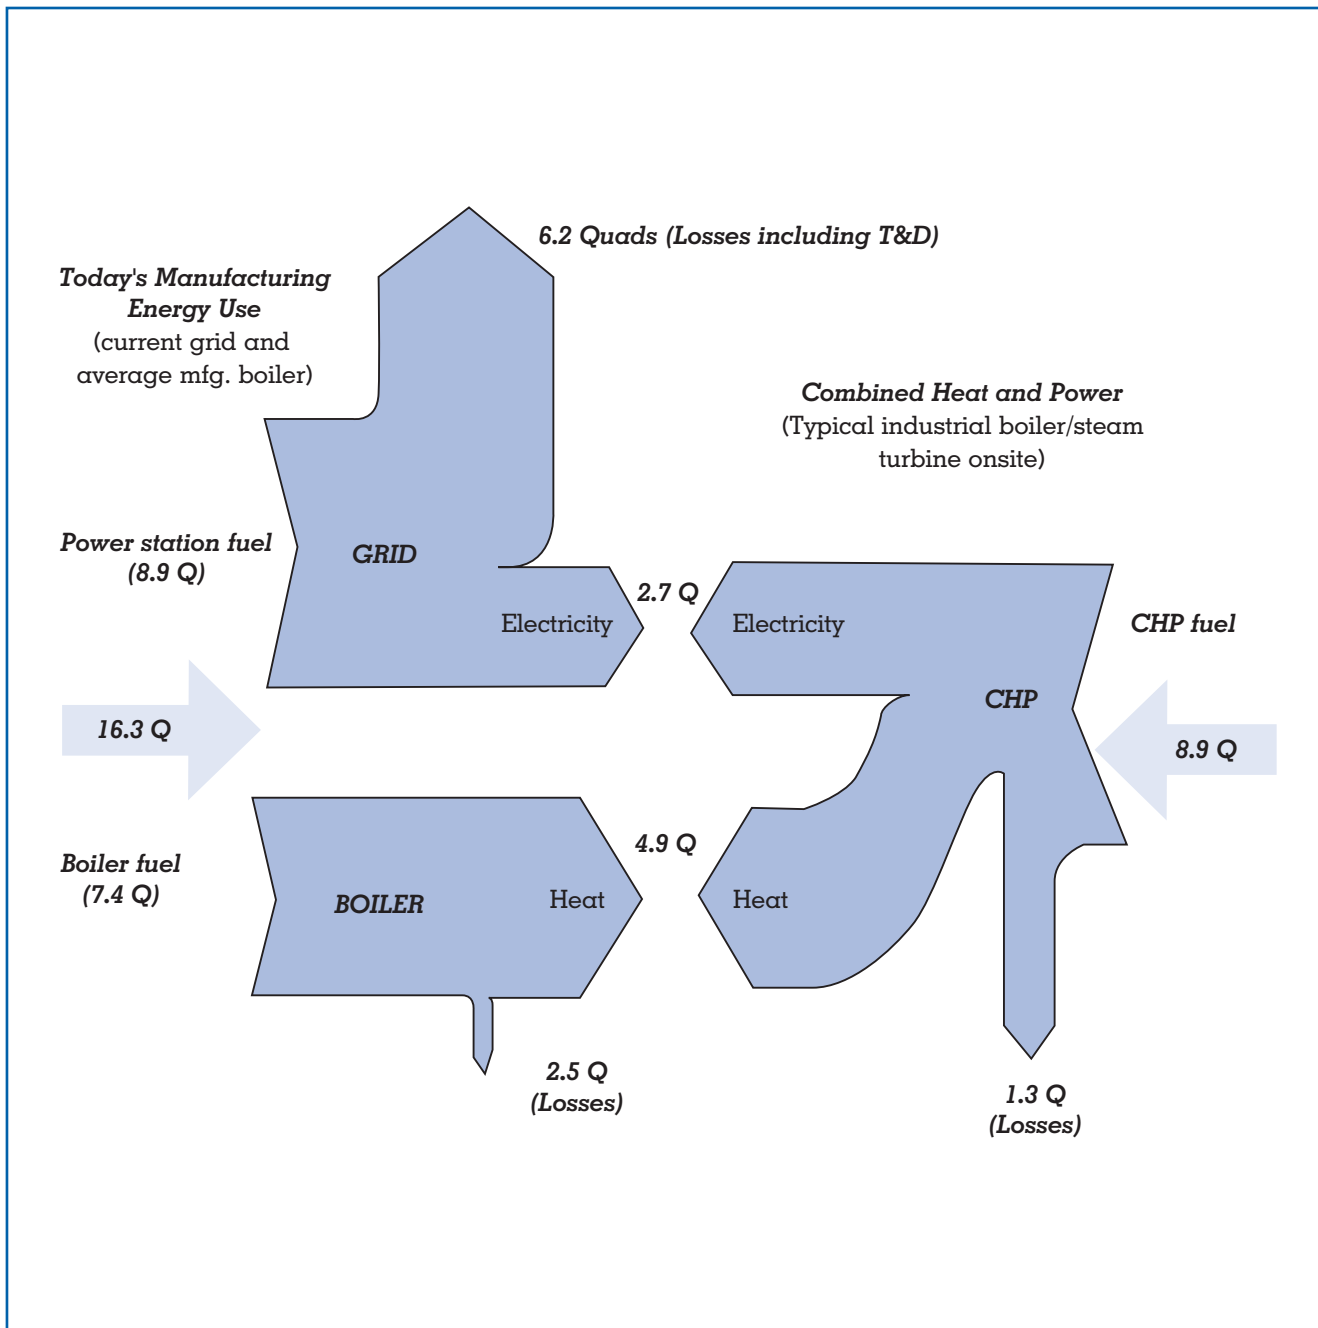 6.2 Quads (Losses including T&D)
Today's Manufacturing
Energy Use
(current grid and
average mfg. boiler)
Combined Heat and Power
(Typical industrial boiler/steam
turbine onsite)
Power station fuel
(8.9 Q)
GRID
Electricity
2.7 Q
Electricity
CHP fuel
CHP
16.3 Q
8.9 Q
Boiler fuel
(7.4 Q)
BOILER
Heat
4.9 Q
Heat
2.5 Q
(Losses)
1.3 Q
(Losses)